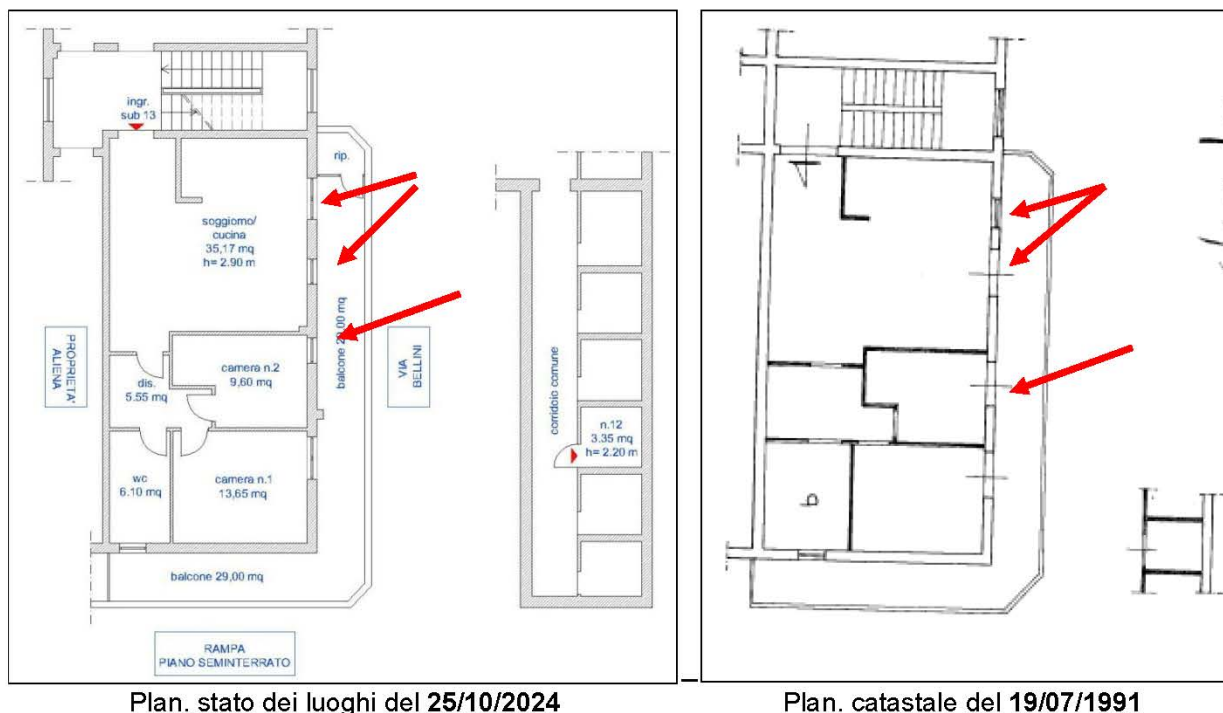 ingr.
sub 13
rip.
soggiorno/
cucina
35,17 mq
h= 2.90 m
balcone 29,00 mq
PROPRIETA'
ALIENA
VIA
BELLINI
camera n.2
9,60 mq
dis.
5.55 mq
wc
6.10 mq
camera n.1
13,65 mq
balcone 29,00 mq
RAMPA
PIANO SEMINTERRATO
corridoio comune
n.12
3.35 mq
h= 2.20 m
Plan. stato dei luoghi del 25/10/2024
Plan. catastale del 19/07/1991